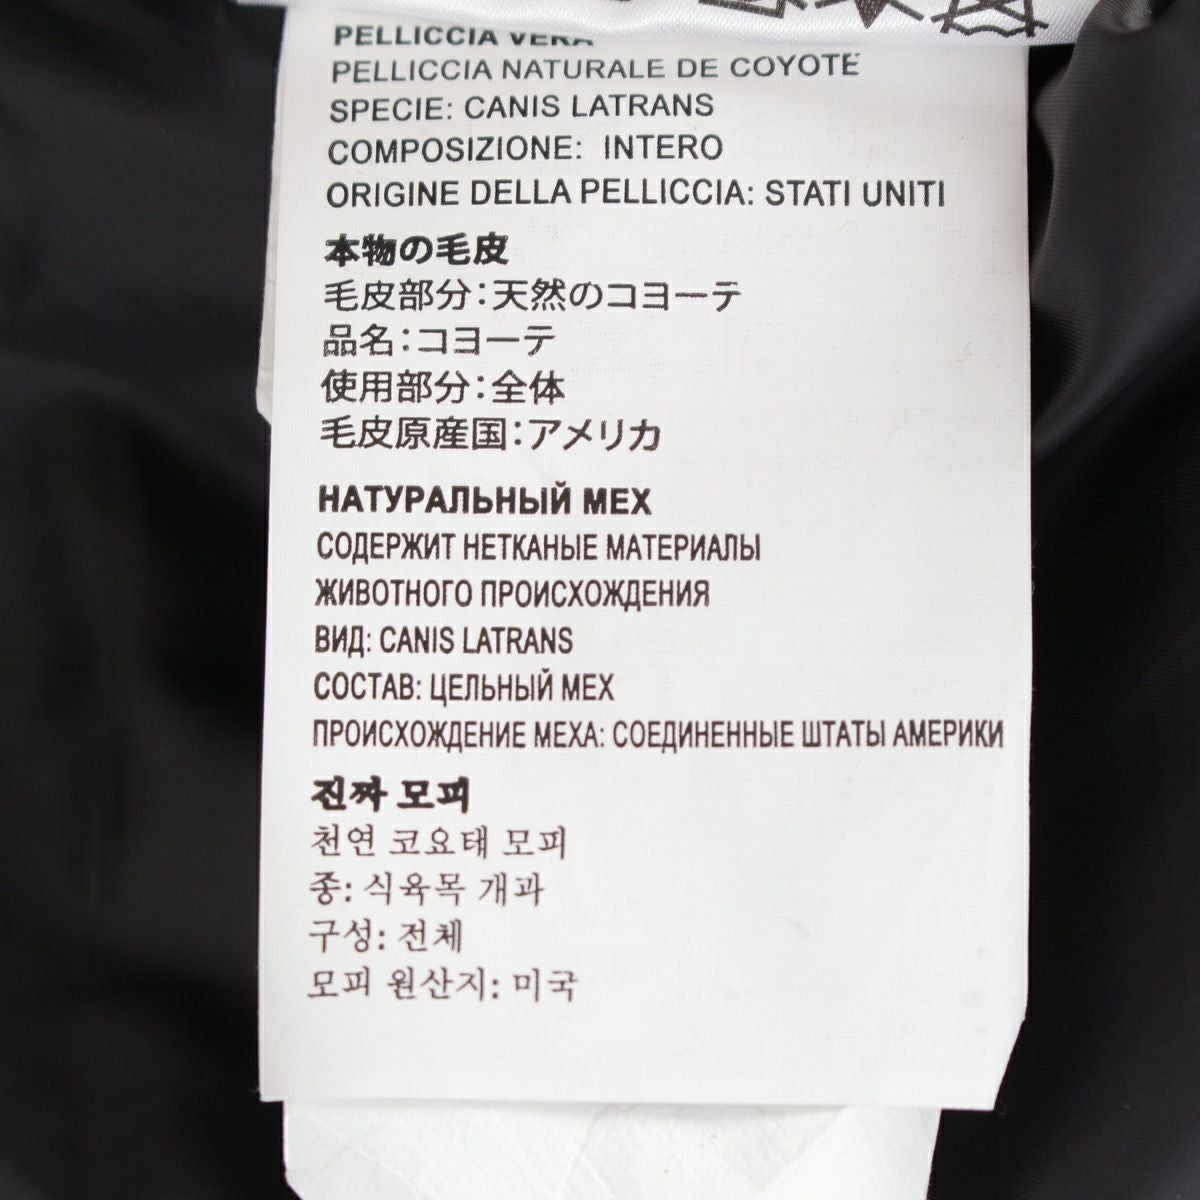 PELLICCIA VERA
PELLICCIA NATURALE DE COYOTE
SPECIE: CANIS LATRANS
COMPOSIZIONE: INTERO
ORIGINE DELLA PELLICCIA: STATI UNITI
本物の毛皮
毛皮部分:天然のコヨーテ
品名:コヨーテ
使用部分:全体
毛皮原産国:アメリカ
НАТУРАЛЬНЫЙ МЕХ
СОДЕРЖИТ НЕТКАНЫЕ МАТЕРИАЛЫ
ЖИВОТНОГО ПРОИСХОЖДЕНИЯ
ВИД: CANIS LATRANS
СОСТАВ: ЦЕЛЬНЫЙ МЕХ
ПРОИСХОЖДЕНИЕ МЕХА: СОЕДИНЕННЫЕ ШТАТЫ АМЕРИКИ
진짜 모피
천연 코요태 모피
종: 식육목 개과
구성: 전체
모피 원산지: 미국